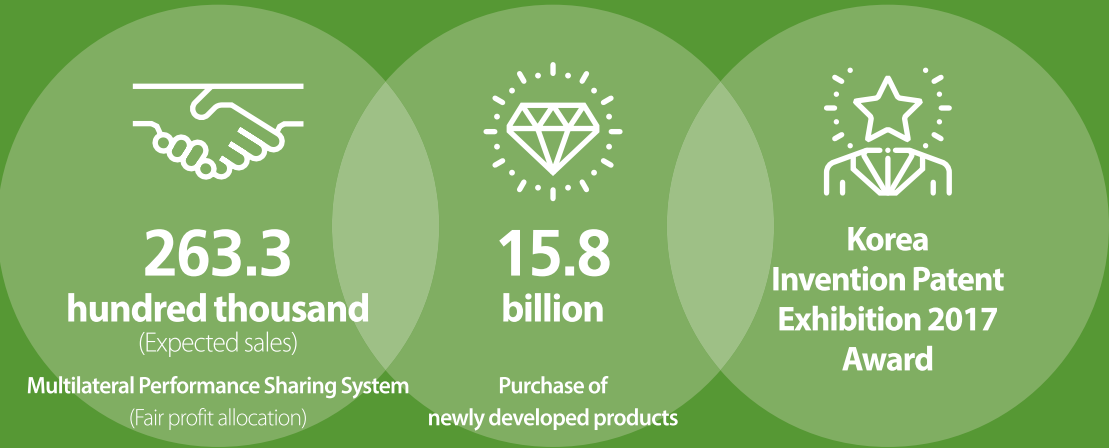 263.3
hundred thousand
(Expected sales)
Multilateral Performance Sharing System
(Fair profit allocation)
15.8
billion
Purchase of
newly developed products
Korea
Invention Patent
Exhibition 2017
Award